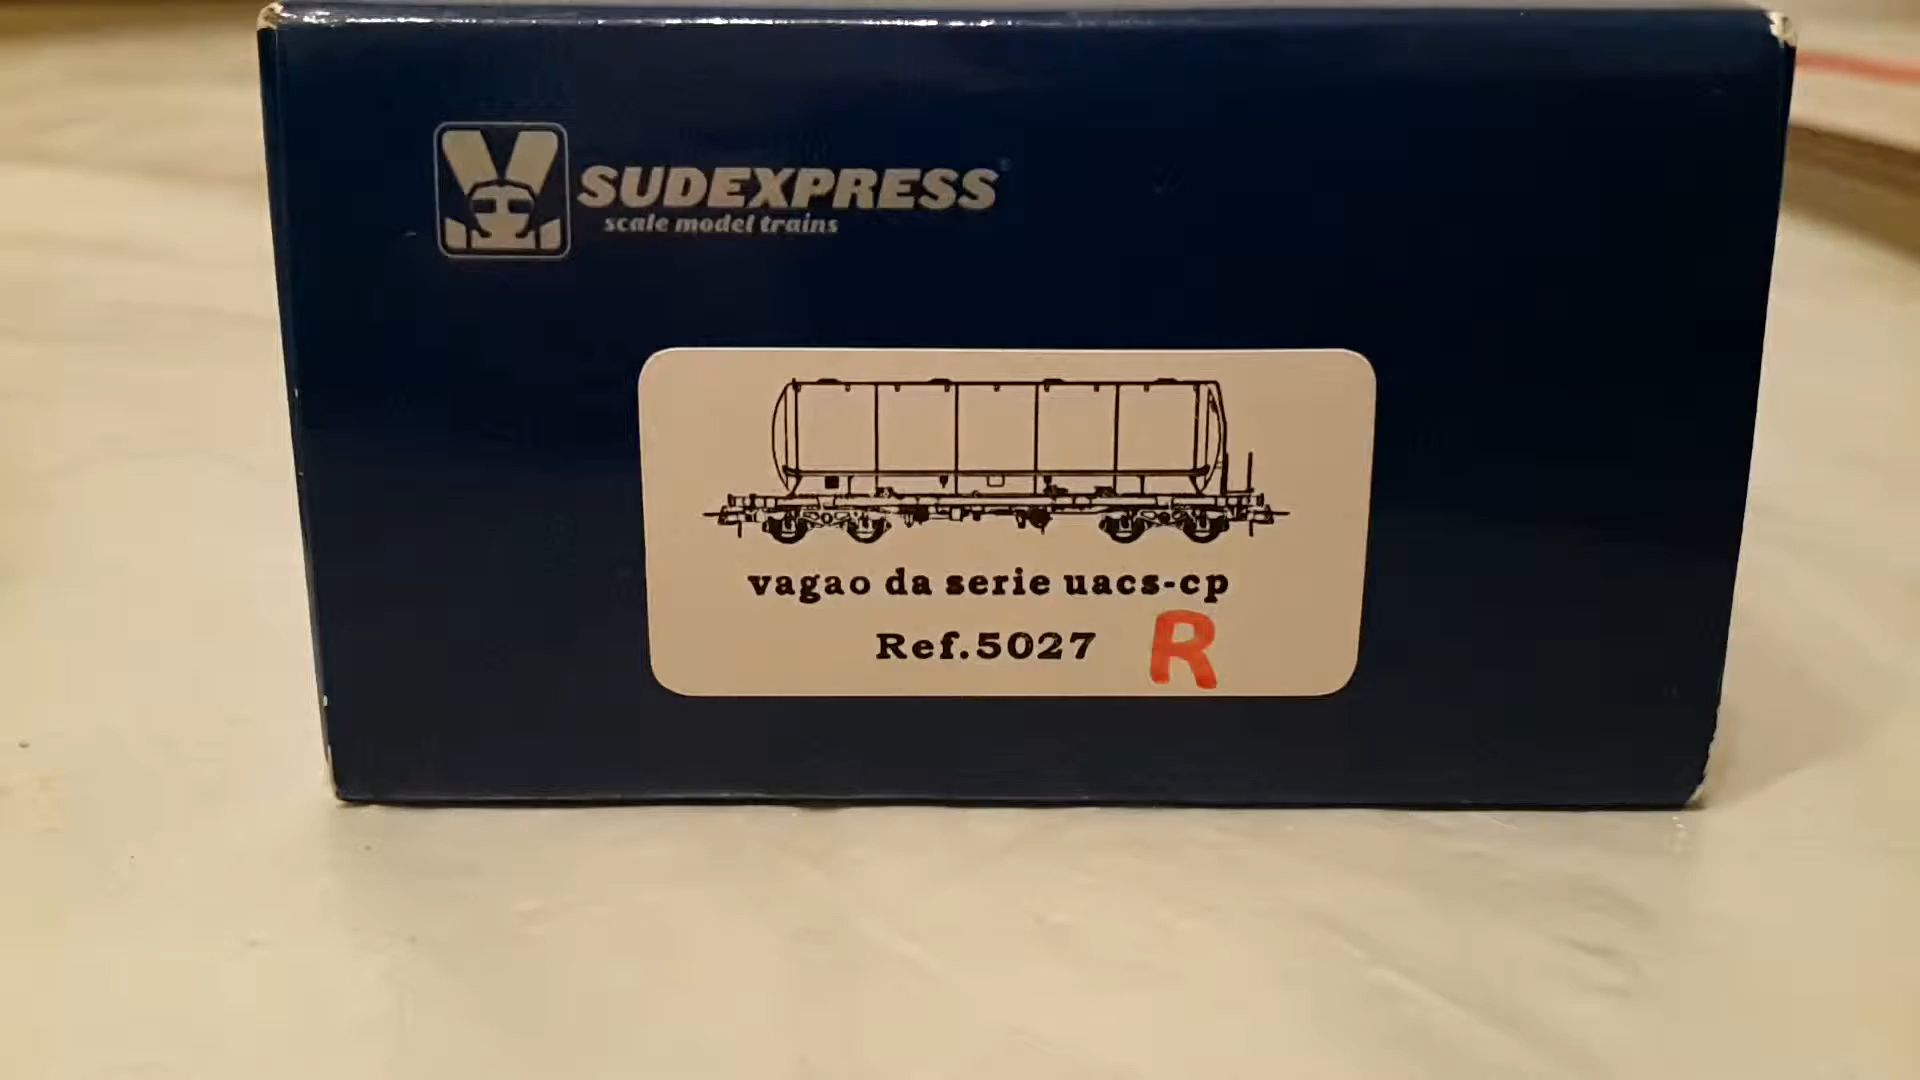 SUDEXPRESS
scale model trains
vagao da serie uacs-cp
Ref.5027 R